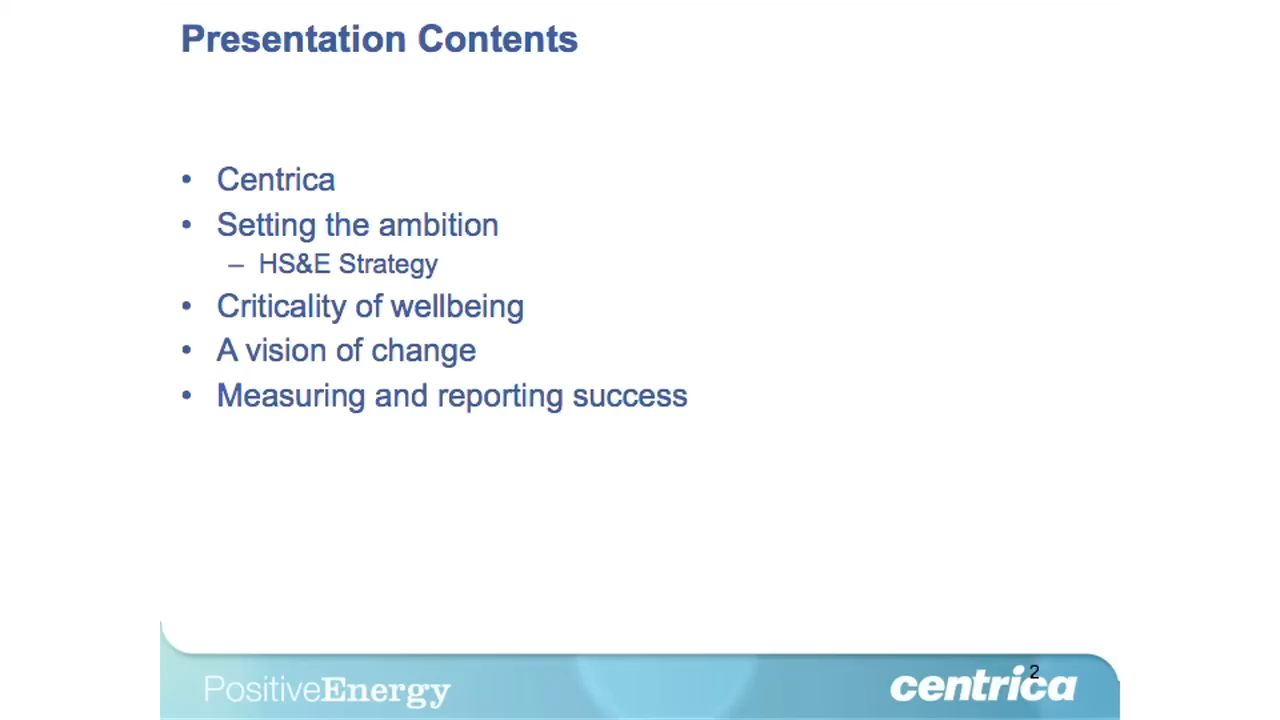 Presentation Contents
• Centrica
• Setting the ambition
– HS&E Strategy
• Criticality of wellbeing
• A vision of change
• Measuring and reporting success
PositiveEnergy
centrica
2